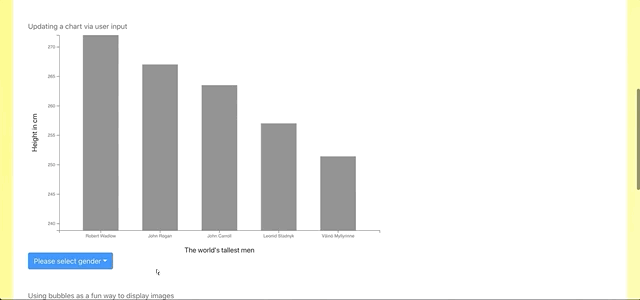 Updating a chart via user input
270
265
260
255
250
245
240
Height in cm
Robert Wadlow John Rogan John Carroll Leonid Stadnyk Väinö Myllyrinne
The world's tallest men
Please select gender
Using bubbles as a fun way to display images